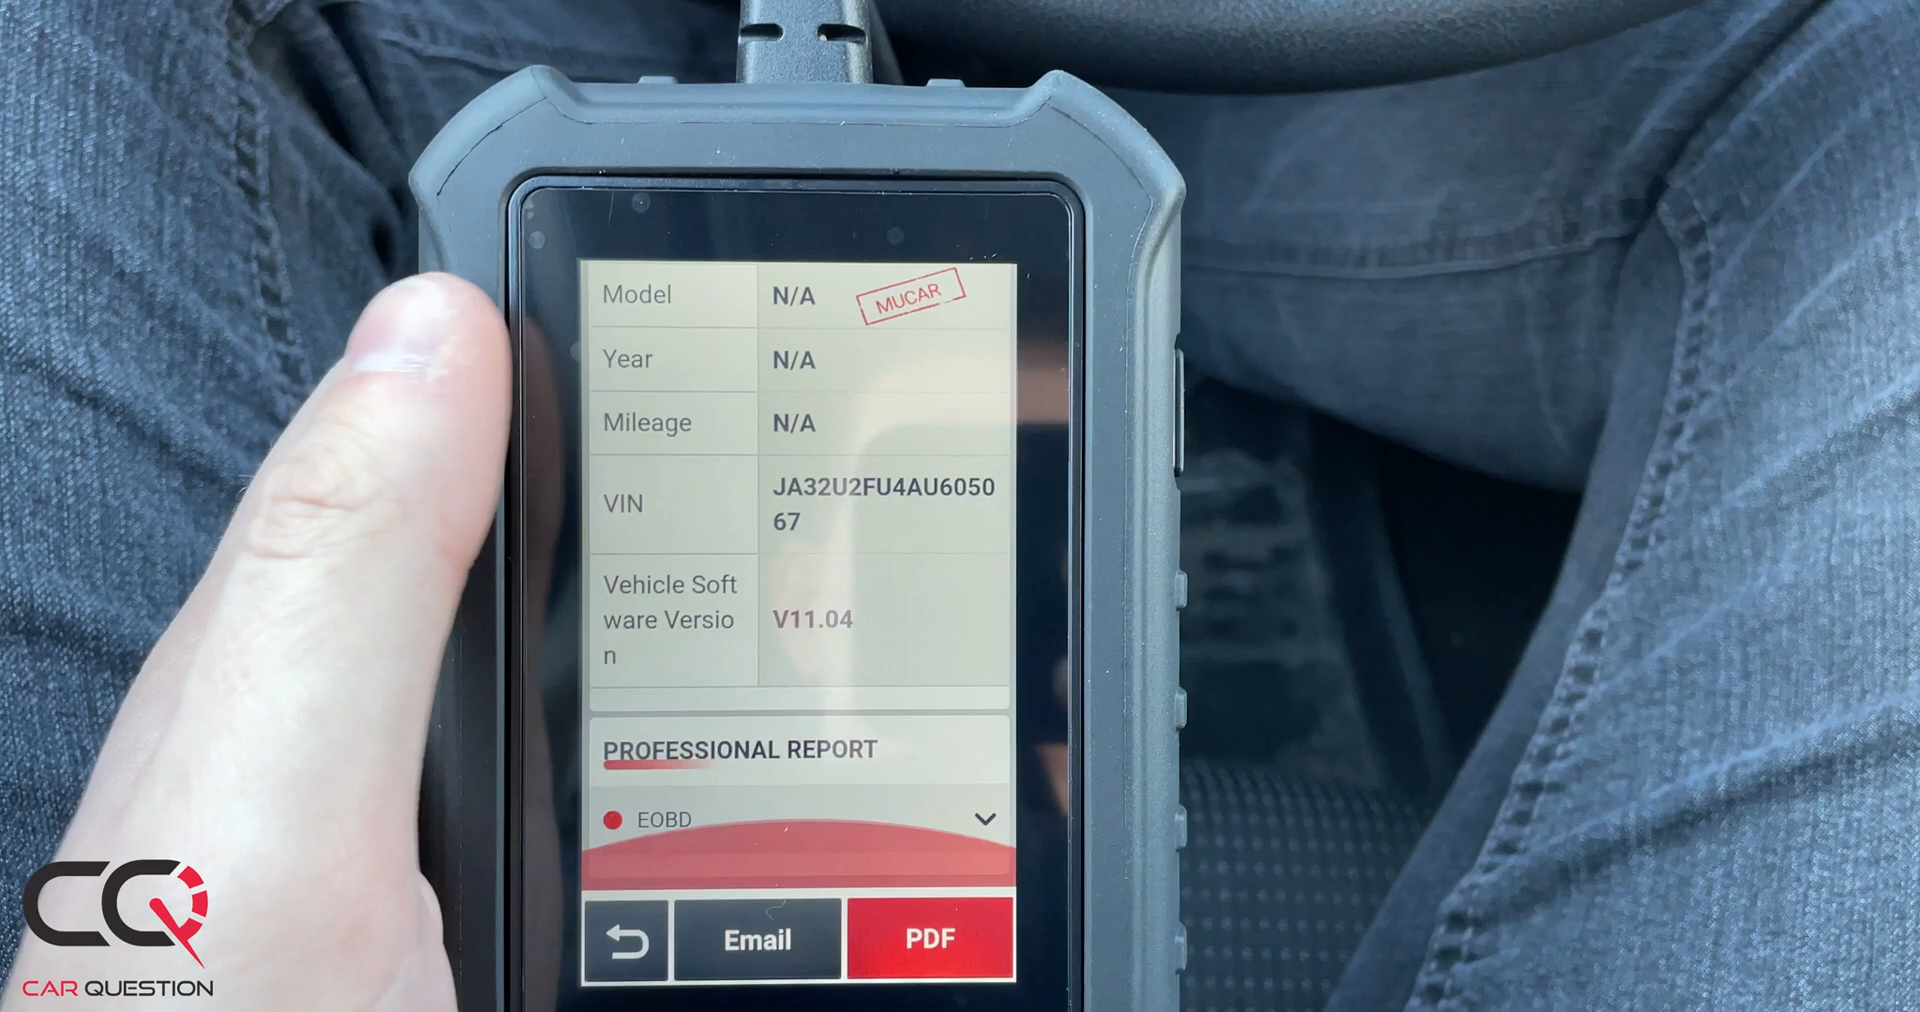 Model N/A MUCAR
Year N/A
Mileage N/A
VIN JA32U2FU4AU6050
67
Vehicle Soft
ware Versio
n
V11.04
PROFESSIONAL REPORT
EOBD
Email PDF
CQ
CAR QUESTION